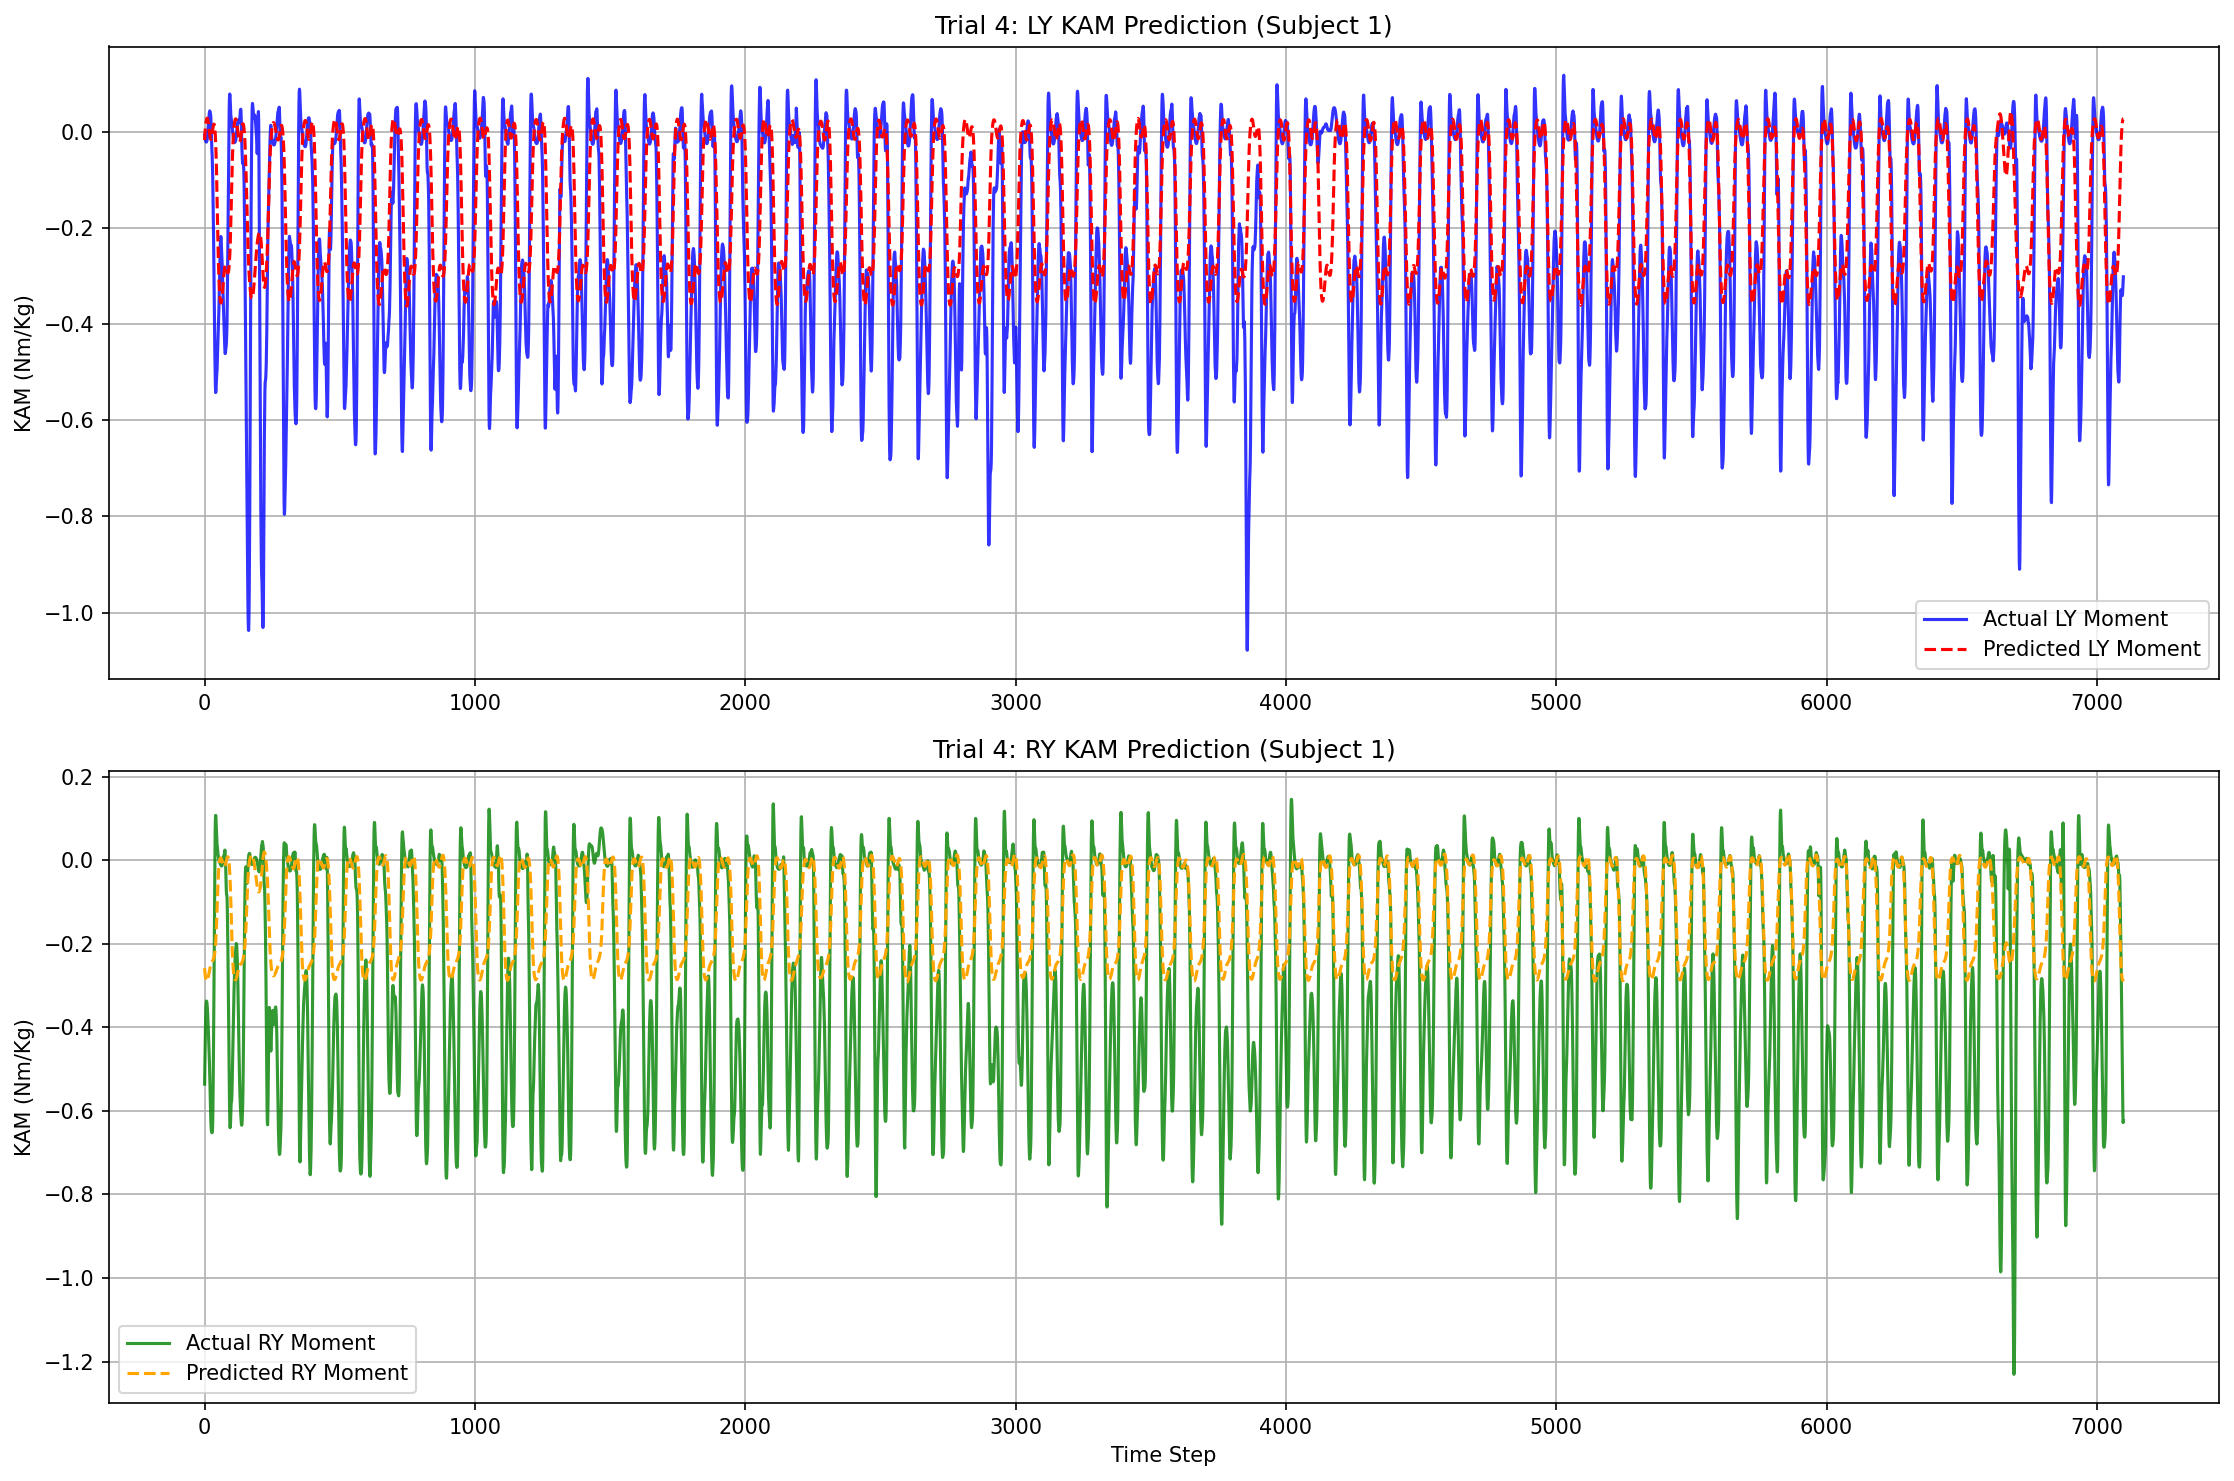 Trial 4: LY KAM Prediction (Subject 1)
KAM (Nm/Kg)
0.0
−0.2
−0.4
−0.6
−0.8
−1.0
0 1000 2000 3000 4000 5000 6000 7000
Actual LY Moment
Predicted LY Moment
Trial 4: RY KAM Prediction (Subject 1)
KAM (Nm/Kg)
0.2
0.0
−0.2
−0.4
−0.6
−0.8
−1.0
−1.2
Actual RY Moment
Predicted RY Moment
0 1000 2000 3000 4000 5000 6000 7000
Time Step